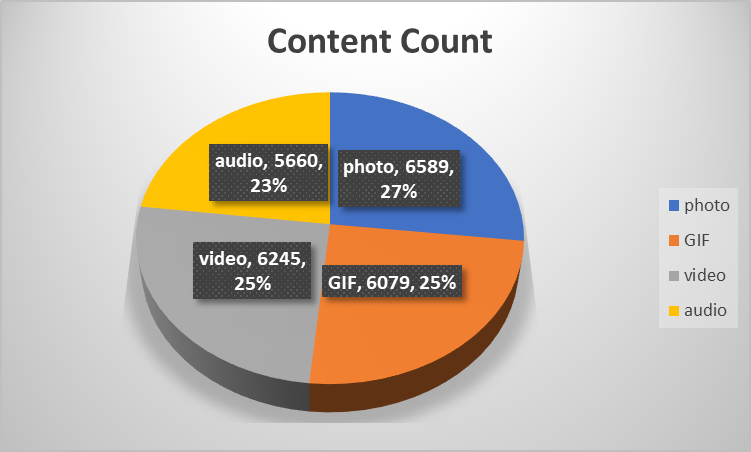 Content Count
audio, 5660,
23%
photo, 6589,
27%
video, 6245,
25%
GIF, 6079, 25%
photo
GIF
video
audio